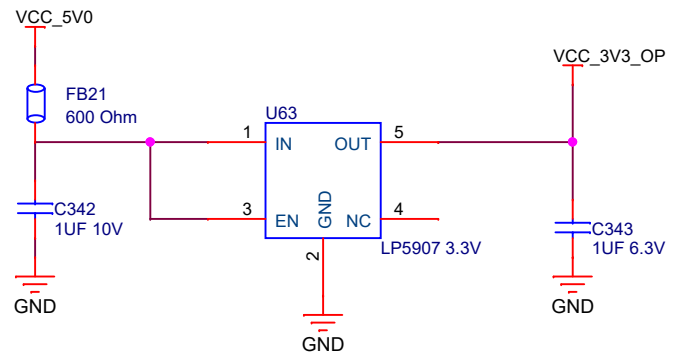 VCC_5V0
VCC_3V3_OP
FB21
600 Ohm
U63
1
IN
OUT
5
3
EN
GND
NC
4
C342
1UF 10V
2
LP5907 3.3V
C343
1UF 6.3V
GND
GND
GND